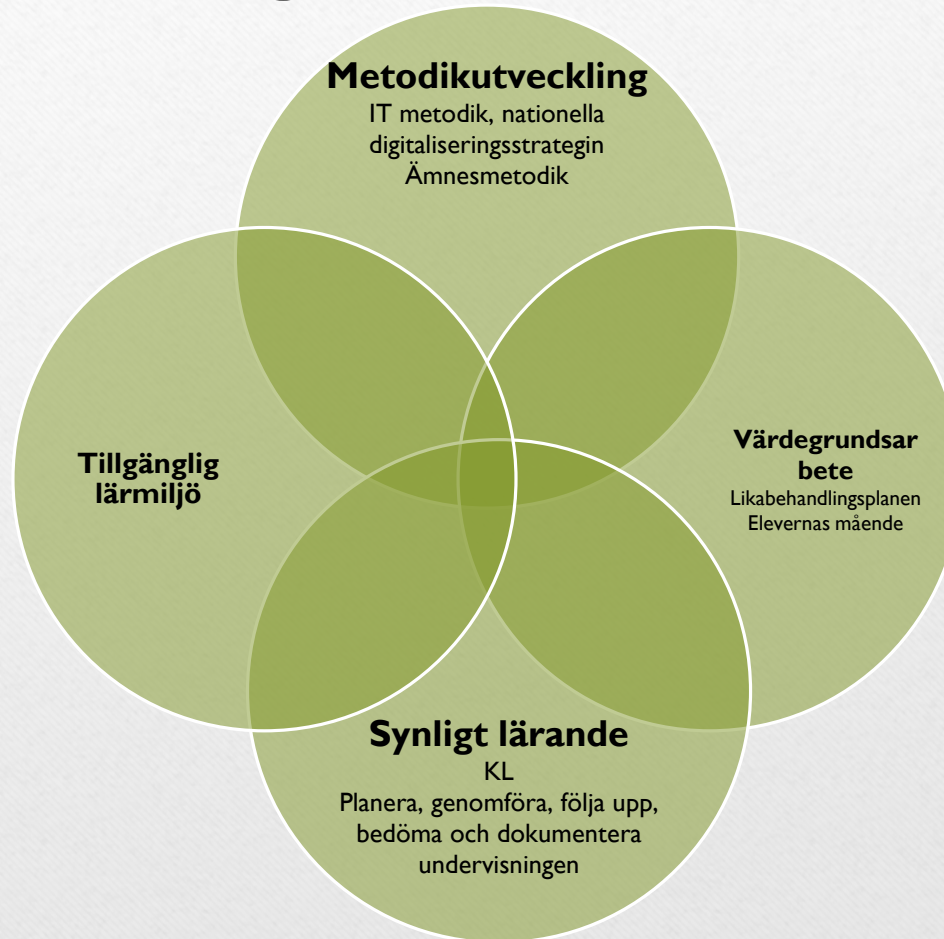 Metodikutveckling
IT metodik, nationella
digitaliseringsstrategin
Ämnesmetodik
Tillgänglig
lärmiljö
Värdegrundsar
bete
Likabehandlingsplanen
Elevernas mående
Synligt lärande
KL
Planera, genomföra, följa upp,
bedöma och dokumentera
undervisningen